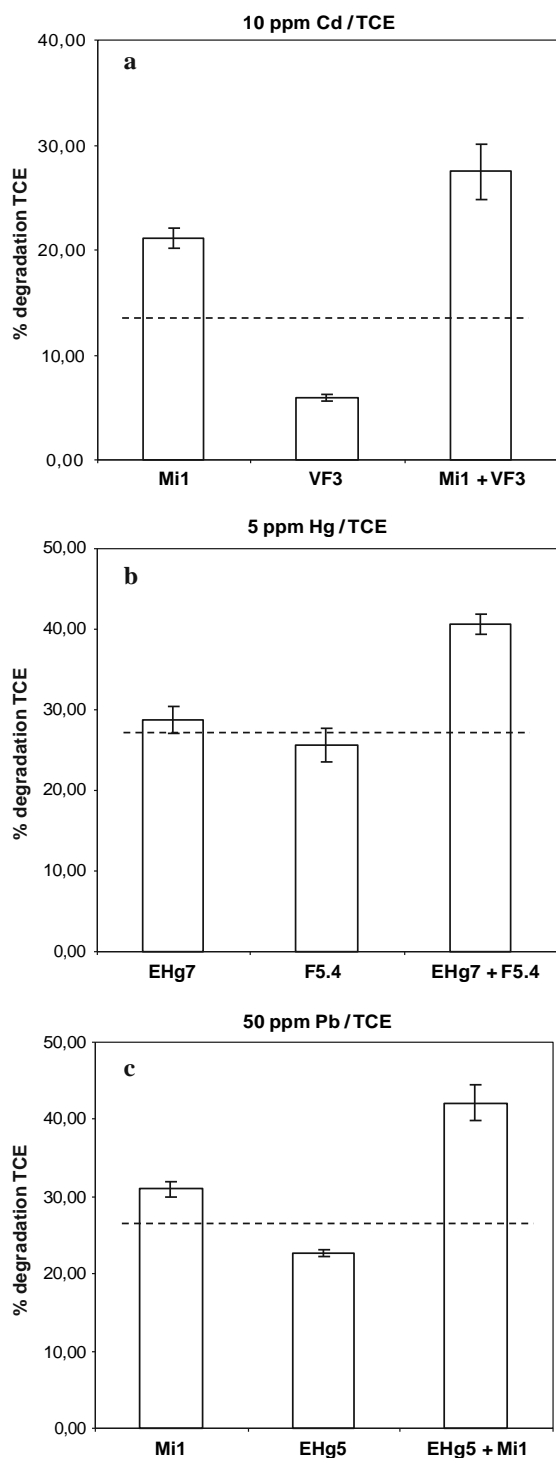 10 ppm Cd / TCE
a
% degradation TCE
40,00
30,00
20,00
10,00
0,00
Mi1 VF3 Mi1 + VF3
5 ppm Hg / TCE
b
% degradation TCE
50,00
40,00
30,00
20,00
10,00
0,00
EHg7 F5.4 EHg7 + F5.4
50 ppm Pb / TCE
c
% degradation TCE
50,00
40,00
30,00
20,00
10,00
0,00
Mi1 EHg5 EHg5 + Mi1